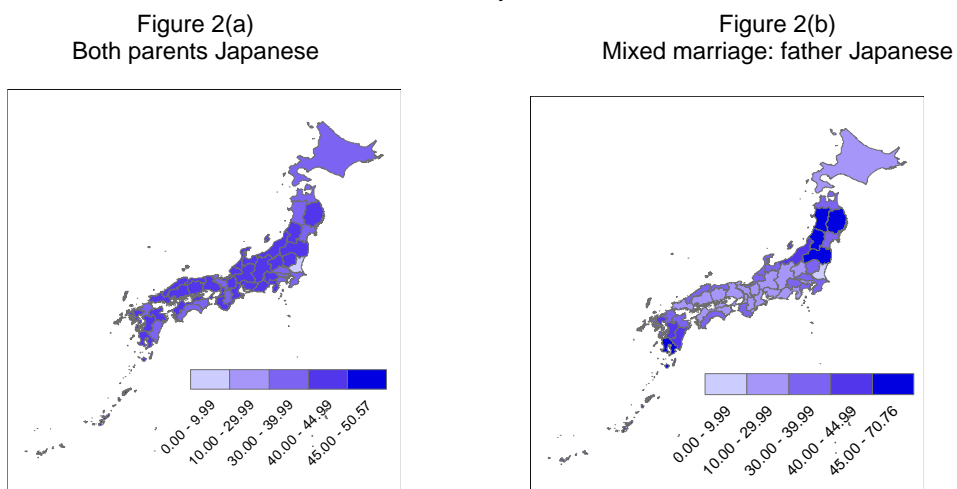 Figure 2(a)
Both parents Japanese
0.00 - 9.99
10.00 - 29.99
30.00 - 39.99
40.00 - 44.99
45.00 - 50.57
Figure 2(b)
Mixed marriage: father Japanese
0.00 - 9.99
10.00 - 29.99
30.00 - 39.99
40.00 - 44.99
45.00 - 70.76